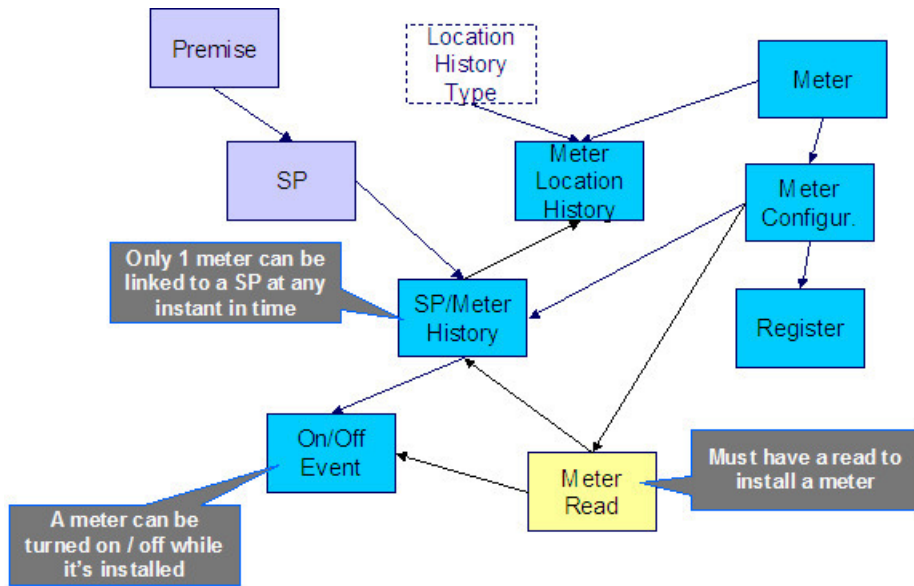 Premise
Location
History
Type
Meter
SP
Meter
Location
History
Meter
Configur.
Only 1 meter can be
linked to a SP at any
instant in time
SP/Meter
History
Register
On/Off
Event
Meter
Read
Must have a read to
install a meter
A meter can be
turned on / off while
it's installed